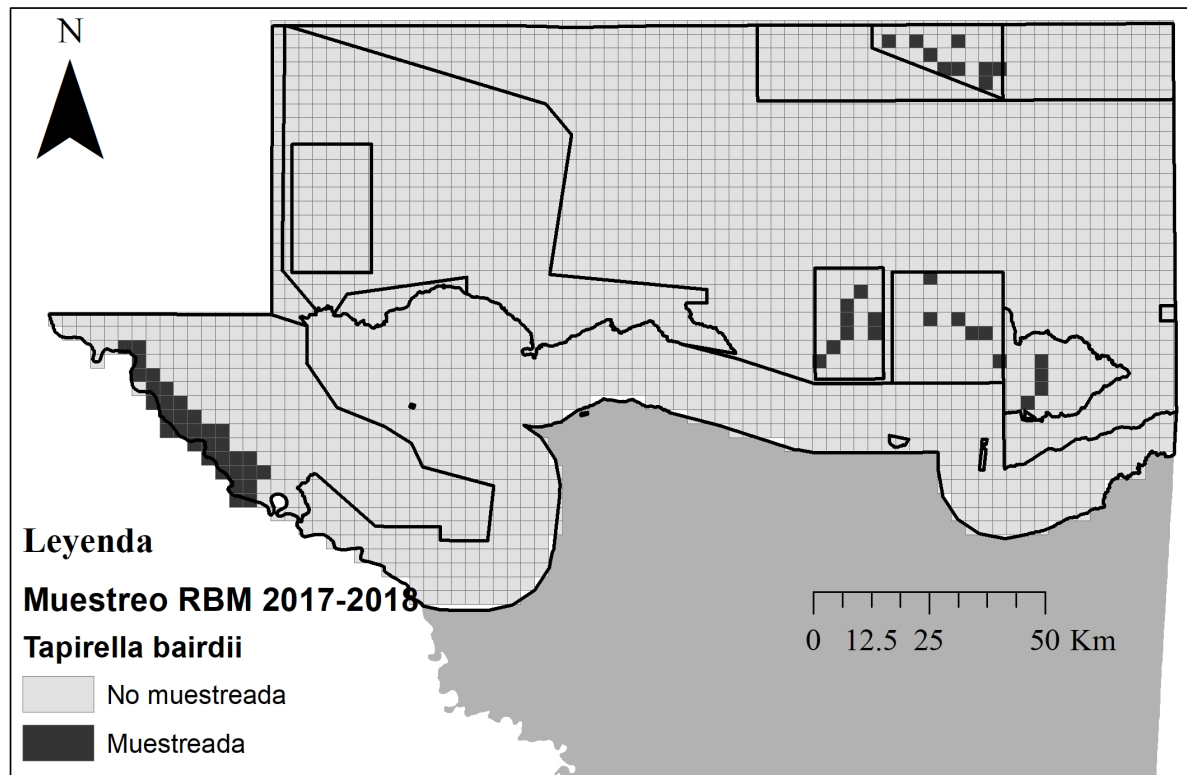 N
Leyenda
Muestreo RBM 2017-2018
Tapirella bairdii
No muestreada
Muestreada
0 12.5 25 50 Km